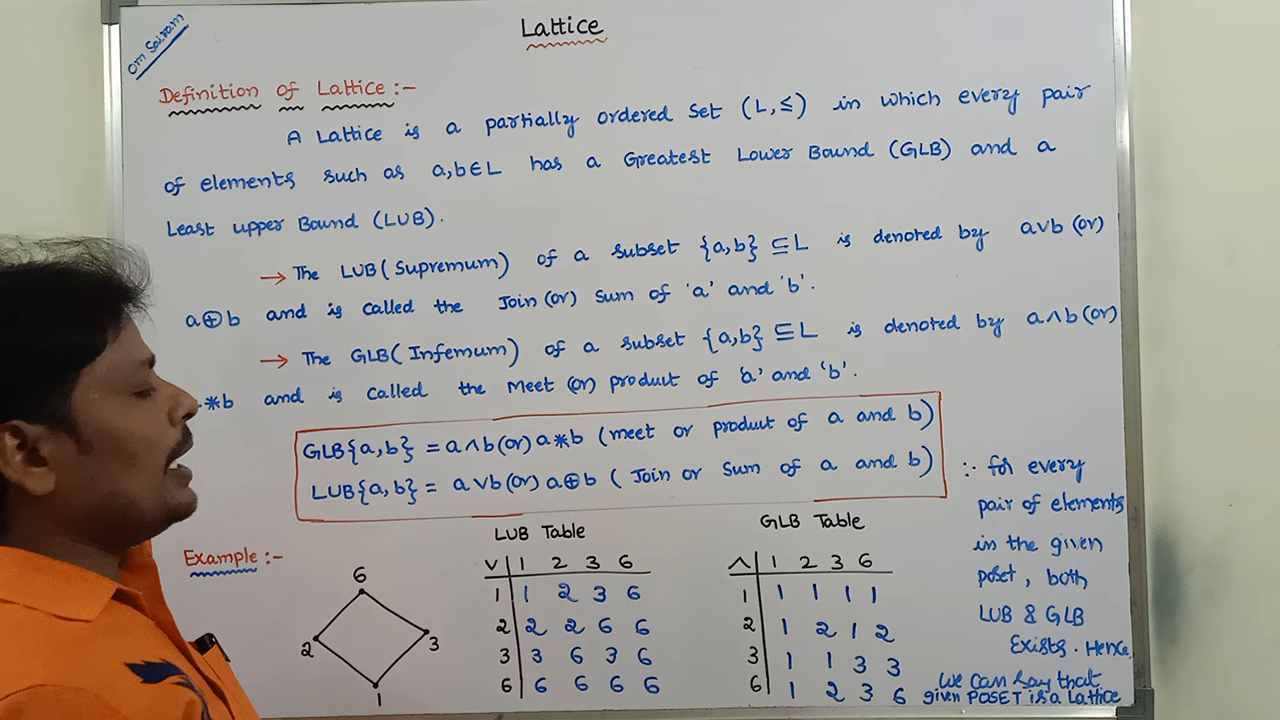 Om Sairam
Lattice
Definition of Lattice :-
A Lattice is a partially ordered Set (L,≤) in which every pair
of elements such as a,b∈L has a Greatest Lower Bound (GLB) and a
Least upper Bound (LUB).
→ The LUB (Supremum) of a subset {a,b} ⊆ L is denoted by a∨b (or)
a⊕b and is called the Join (or) Sum of 'a' and 'b'.
→ The GLB (Infemum) of a subset {a,b} ⊆ L is denoted by a∧b (or)
*b and is called the Meet (or) product of 'a' and 'b'.
GLB{a,b} = a∧b (or) a*b (meet or product of a and b)
LUB{a,b} = a∨b (or) a⊕b (Join or Sum of a and b)
Example :-
6
2
3
1
LUB Table
∨ 1 2 3 6
1 1 2 3 6
2 2 2 6 6
3 3 6 3 6
6 6 6 6 6
GLB Table
∧ 1 2 3 6
1 1 1 1 1
2 1 2 1 2
3 1 1 3 3
6 1 2 3 6
∴ for every
pair of elements
in the given
poset, both
LUB & GLB
Exists. Hence,
we can say that
given POSET is a Lattice